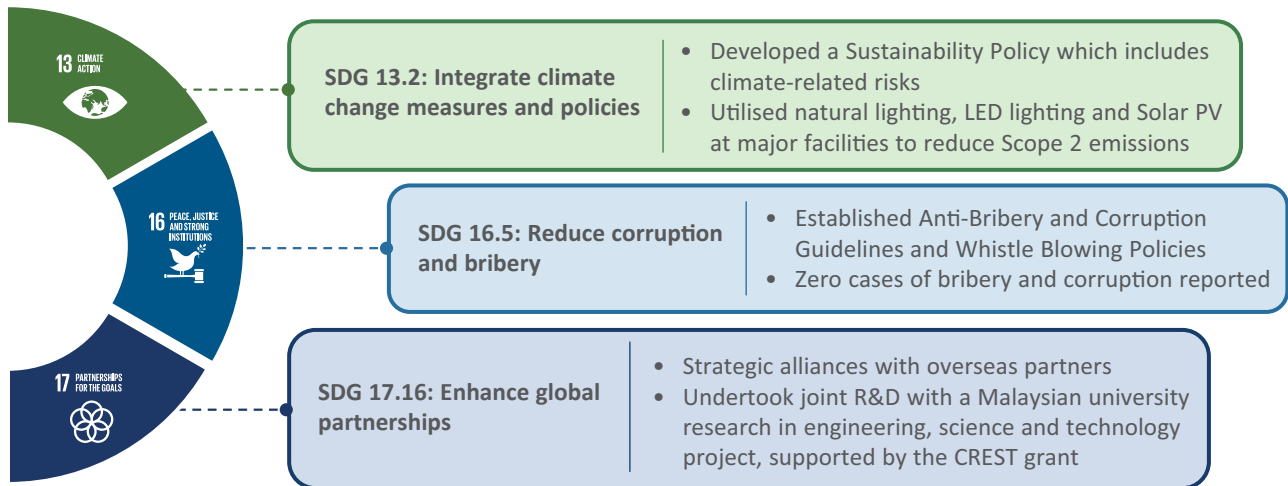 13 CLIMATE
ACTION
SDG 13.2: Integrate climate
change measures and policies
• Developed a Sustainability Policy which includes
climate-related risks
• Utilised natural lighting, LED lighting and Solar PV
at major facilities to reduce Scope 2 emissions
16 PEACE, JUSTICE
AND STRONG
INSTITUTIONS
SDG 16.5: Reduce corruption
and bribery
• Established Anti-Bribery and Corruption
Guidelines and Whistle Blowing Policies
• Zero cases of bribery and corruption reported
17 PARTNERSHIPS
FOR THE GOALS
SDG 17.16: Enhance global
partnerships
• Strategic alliances with overseas partners
• Undertook joint R&D with a Malaysian university
research in engineering, science and technology
project, supported by the CREST grant